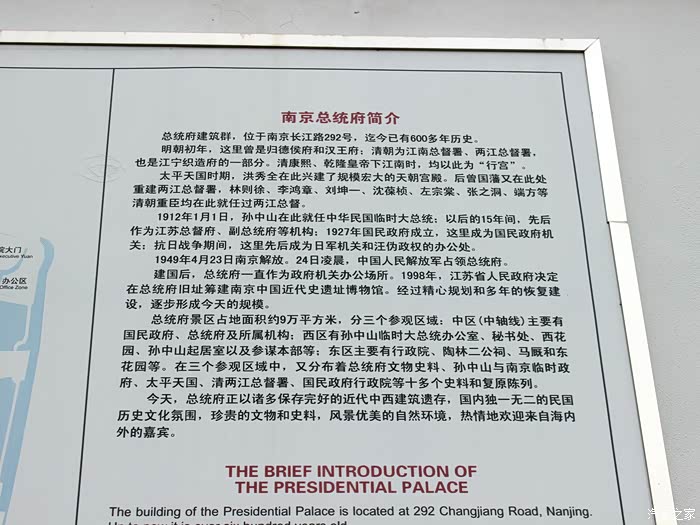 南京总统府简介
总统府建筑群，位于南京长江路292号，迄今已有600多年历史。
明朝初年，这里曾是归德侯府和汉王府；清朝为江南总督署、两江总督署，
也是江宁织造府的一部分。清康熙、乾隆皇帝下江南时，均以此为“行宫”。
太平天国时期，洪秀全在此兴建了规模宏大的天朝宫殿。后曾国藩又在此处
重建两江总督署，林则徐、李鸿章、刘坤一、沈葆桢、左宗棠、张之洞、端方等
清朝重臣均在此就任过两江总督。
1912年1月1日，孙中山在此就任中华民国临时大总统；以后的15年间，先后
作为江苏总督府、副总统府等机构；1927年国民政府成立，这里成为国民政府机
关；抗日战争期间，这里先后成为日军机关和汪伪政权的办公处。
1949年4月23日南京解放。24日凌晨，中国人民解放军占领总统府。
建国后，总统府一直作为政府机关办公场所。1998年，江苏省人民政府决定
在总统府旧址筹建南京中国近代史遗址博物馆。经过精心规划和多年的恢复建
设，逐步形成今天的规模。
总统府景区占地面积约9万平方米，分三个参观区域：中区(中轴线)主要有
国民政府、总统府及所属机构；西区有孙中山临时大总统办公室、秘书处、西花
园、孙中山起居室以及参谋本部等；东区主要有行政院、陶林二公祠、马厩和东
花园等。在三个参观区域中，又分布着总统府文物史料、孙中山与南京临时政
府、太平天国、清两江总督署、国民政府行政院等十多个史料和复原陈列。
今天，总统府正以诸多保存完好的近代中西建筑遗存，国内独一无二的民国
历史文化氛围，珍贵的文物和史料，风景优美的自然环境，热情地欢迎来自海内
外的嘉宾。
THE BRIEF INTRODUCTION OF
THE PRESIDENTIAL PALACE
The building of the Presidential Palace is located at 292 Changjiang Road, Nanjing.
Up to now it is over six hundred years old.
院大门
Executive Yuan
办公区
Office Zone
汽车之家